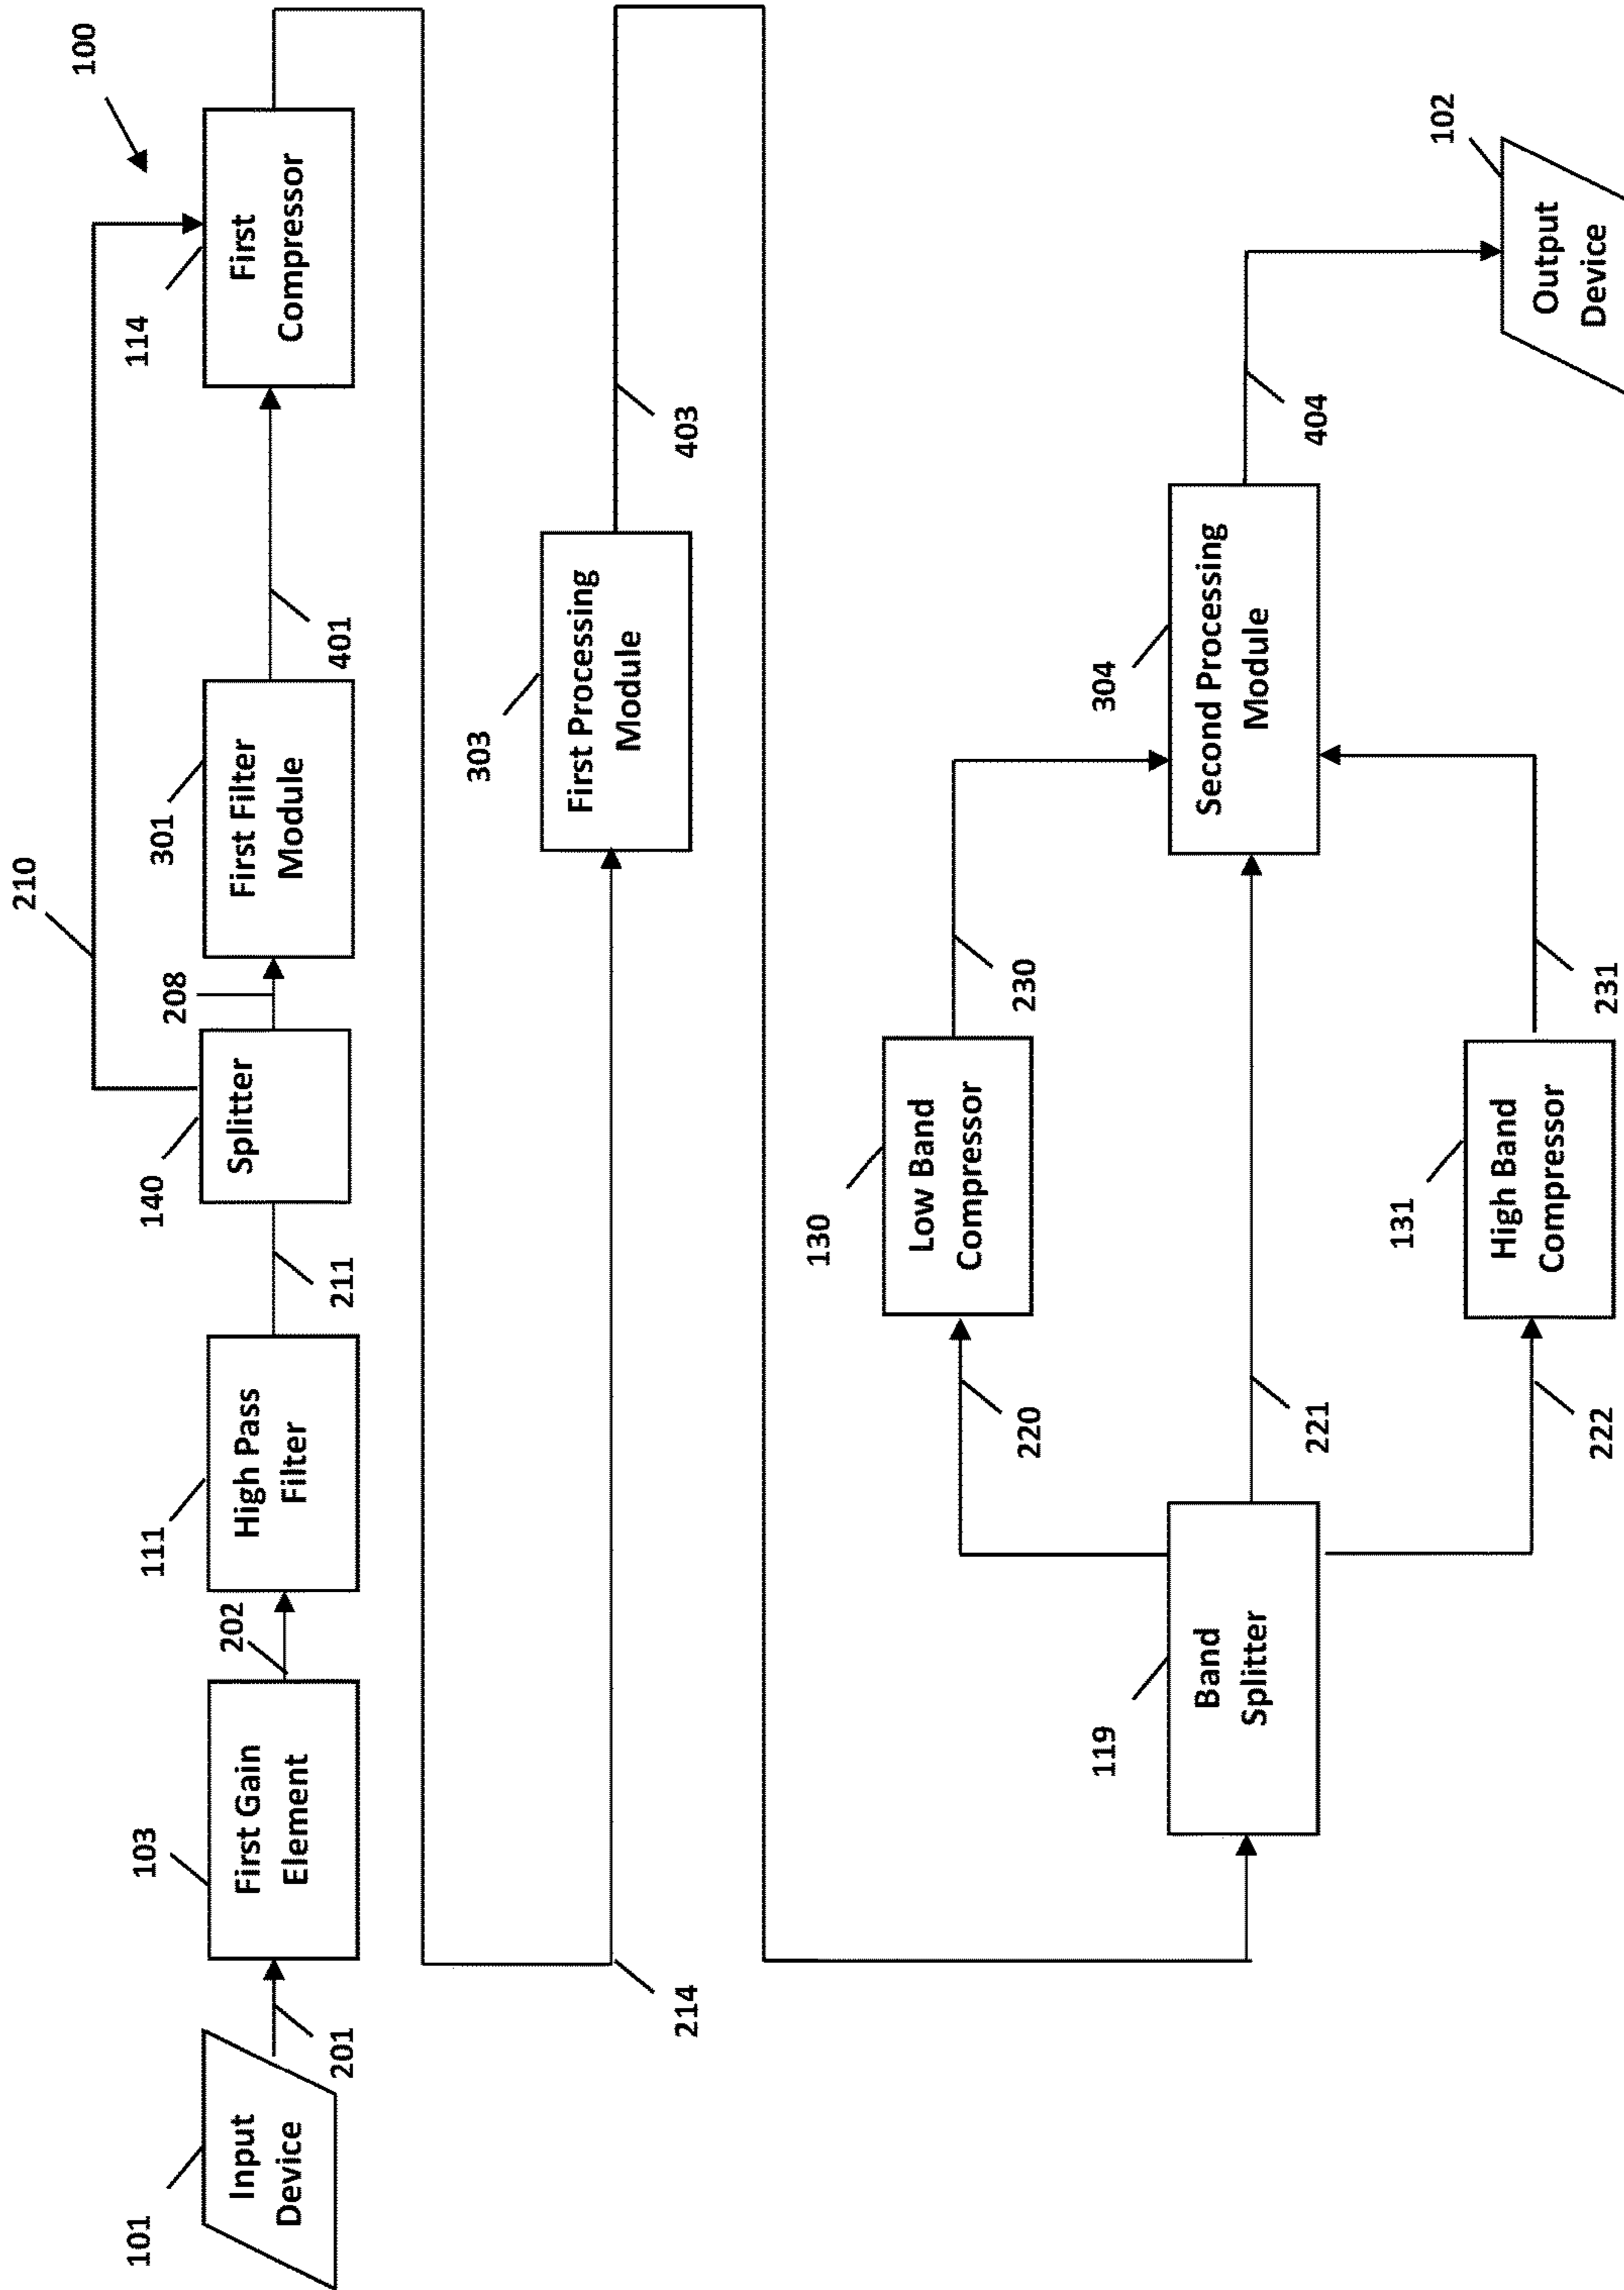 100
210
101
Input
Device
201
103
First Gain
Element
202
111
High Pass
Filter
211
140
Splitter
208
301
First Filter
Module
401
114
First
Compressor
214
303
First Processing
Module
403
119
Band
Splitter
220
221
222
130
Low Band
Compressor
230
131
High Band
Compressor
231
304
Second Processing
Module
404
102
Output
Device